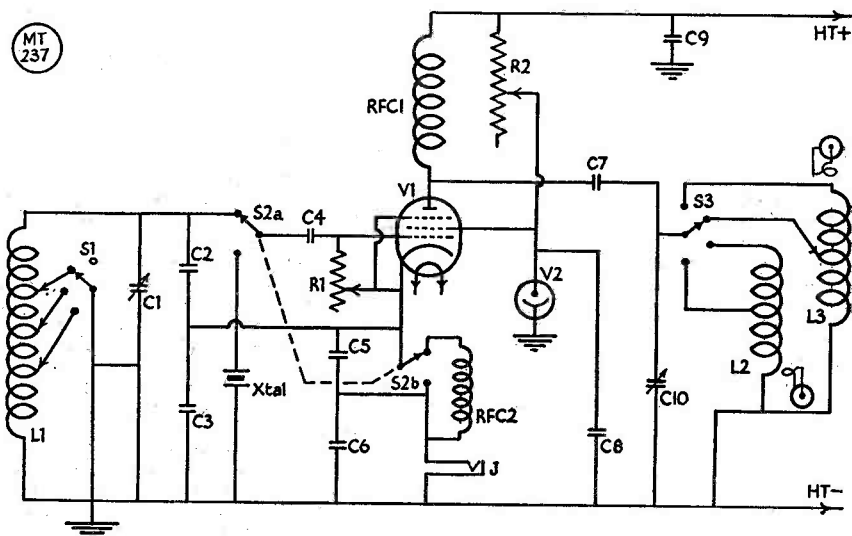 MT
237
HT+
C9
R2
RFC1
C7
V1
S3
S2a
C4
S1
C2
R1
V2
C1
L3
C5
L2
Xtal
S2b
C10
C3
RFC2
L1
C6
C8
J
HT-